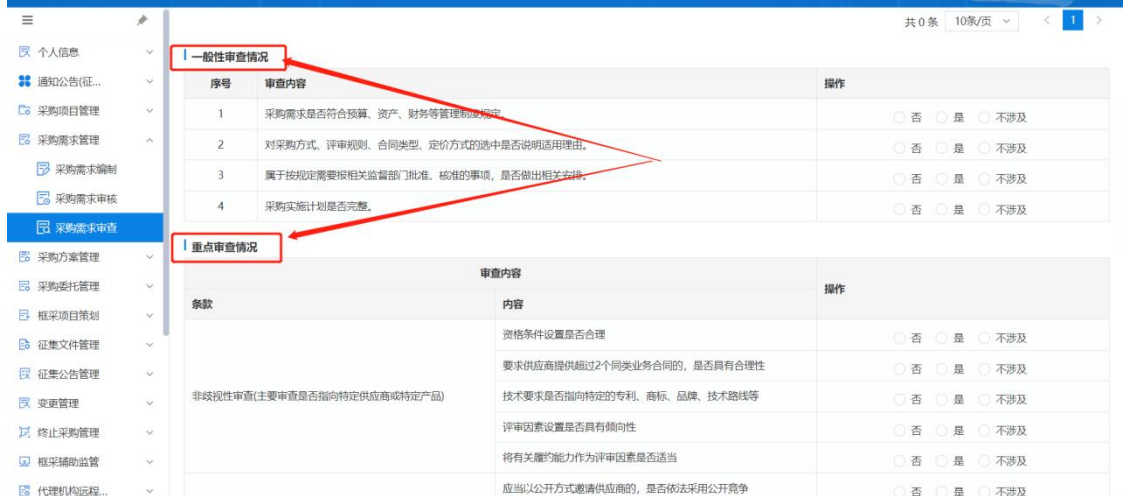 共 0 条 10条/页 1
个人信息
通知公告(征...
采购项目管理
采购需求管理
采购需求编制
采购需求审核
采购需求审查
采购方案管理
采购委托管理
框采项目策划
征集文件管理
征集公告管理
变更管理
终止采购管理
框采辅助监管
代理机构远程...
一般性审查情况
序号 审查内容 操作
1 采购需求是否符合预算、资产、财务等管理制度规定。 否 是 不涉及
2 对采购方式、评审规则、合同类型、定价方式的选中是否说明适用理由。 否 是 不涉及
3 属于按规定需要报相关监督部门批准、核准的事项，是否做出相关安排。 否 是 不涉及
4 采购实施计划是否完整。 否 是 不涉及
重点审查情况
审查内容 操作
条款 内容
非歧视性审查(主要审查是否指向特定供应商或特定产品)
资格条件设置是否合理 否 是 不涉及
要求供应商提供超过2个同类业务合同的，是否具有合理性 否 是 不涉及
技术要求是否指向特定的专利、商标、品牌、技术路线等 否 是 不涉及
评审因素设置是否具有倾向性 否 是 不涉及
将有关履约能力作为评审因素是否适当 否 是 不涉及
应当以公开方式邀请供应商的，是否依法采用公开竞争 否 是 不涉及